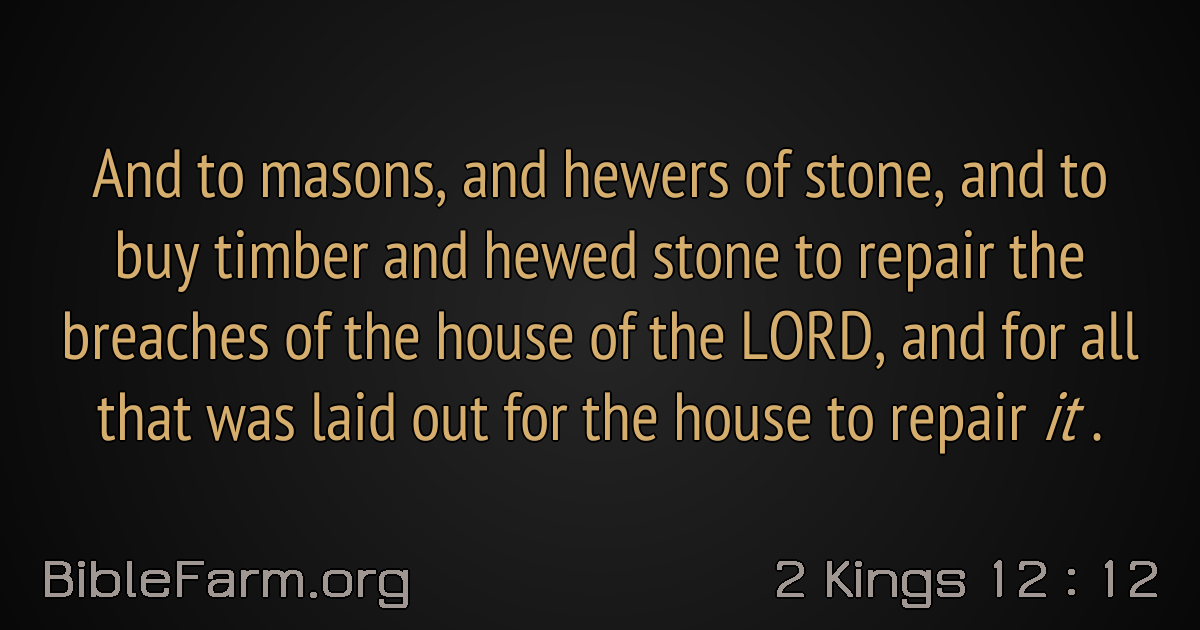 And to masons, and hewers of stone, and to
buy timber and hewed stone to repair the
breaches of the house of the LORD, and for all
that was laid out for the house to repair it .
BibleFarm.org
2 Kings 12 : 12